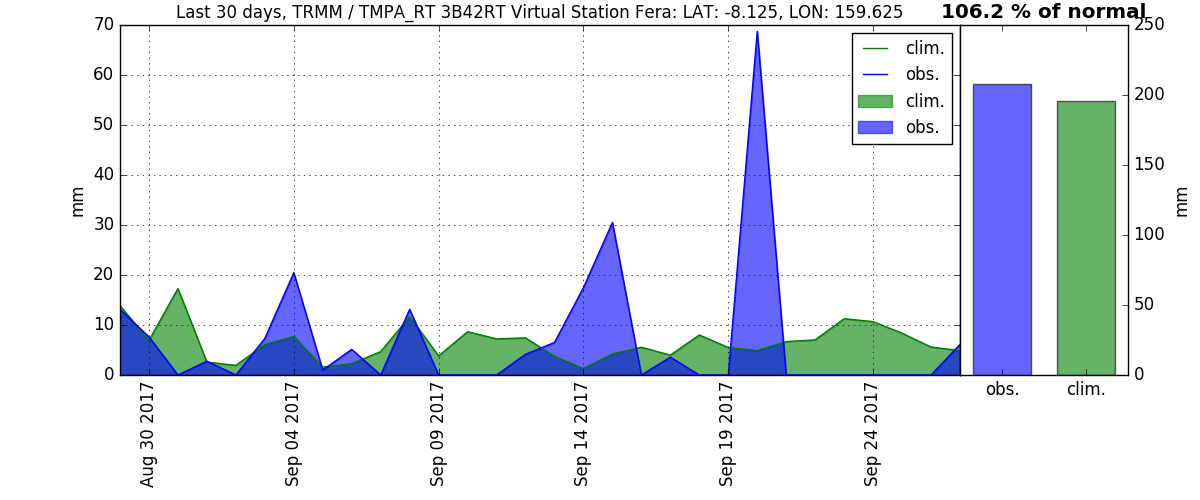 Last 30 days, TRMM / TMPA_RT 3B42RT Virtual Station Fera: LAT: -8.125, LON: 159.625
106.2 % of normal
70
60
50
40
30
20
10
0
mm
clim.
obs.
clim.
obs.
250
200
150
100
50
0
mm
obs.
clim.
Aug 30 2017
Sep 04 2017
Sep 09 2017
Sep 14 2017
Sep 19 2017
Sep 24 2017